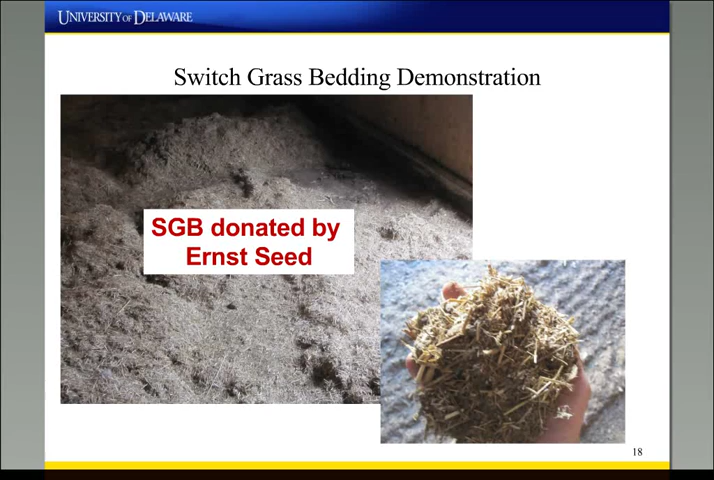 UNIVERSITY OF DELAWARE
Switch Grass Bedding Demonstration
SGB donated by
Ernst Seed
18